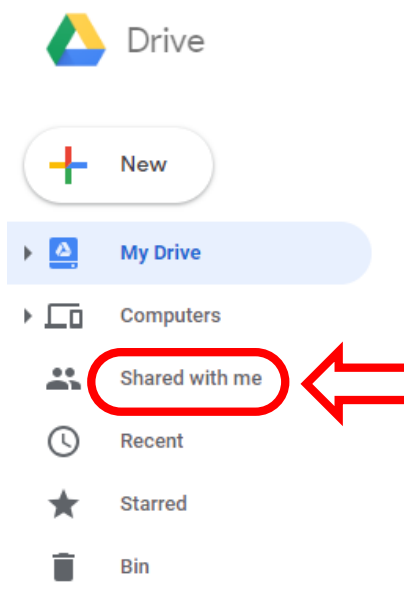 Drive
New
My Drive
Computers
Shared with me
Recent
Starred
Bin